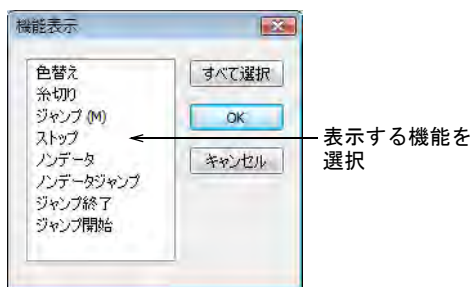 機能表示
色替え
糸切り
ジャンプ (M)
ストップ
ノンデータ
ノンデータジャンプ
ジャンプ終了
ジャンプ開始
すべて選択
OK
キャンセル
表示する機能を
選択